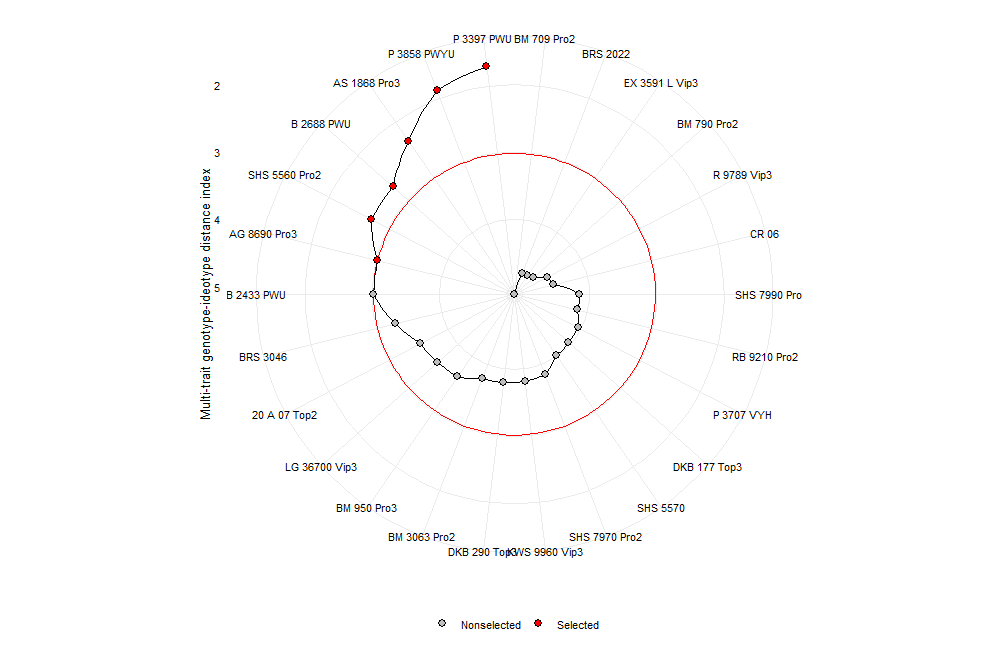 P 3397 PWU
BM 709 Pro2
P 3858 PWYU
BRS 2022
AS 1868 Pro3
EX 3591 L Vip3
2
B 2688 PWU
BM 790 Pro2
3
SHS 5560 Pro2
R 9789 Vip3
4
AG 8690 Pro3
CR 06
5
B 2433 PWU
SHS 7990 Pro
Multi-trait genotype-ideotype distance index
BRS 3046
RB 9210 Pro2
20 A 07 Top2
P 3707 VYH
LG 36700 Vip3
DKB 177 Top3
BM 950 Pro3
SHS 5570
BM 3063 Pro2
SHS 7970 Pro2
DKB 290 Top3
KWS 9960 Vip3
Nonselected
Selected